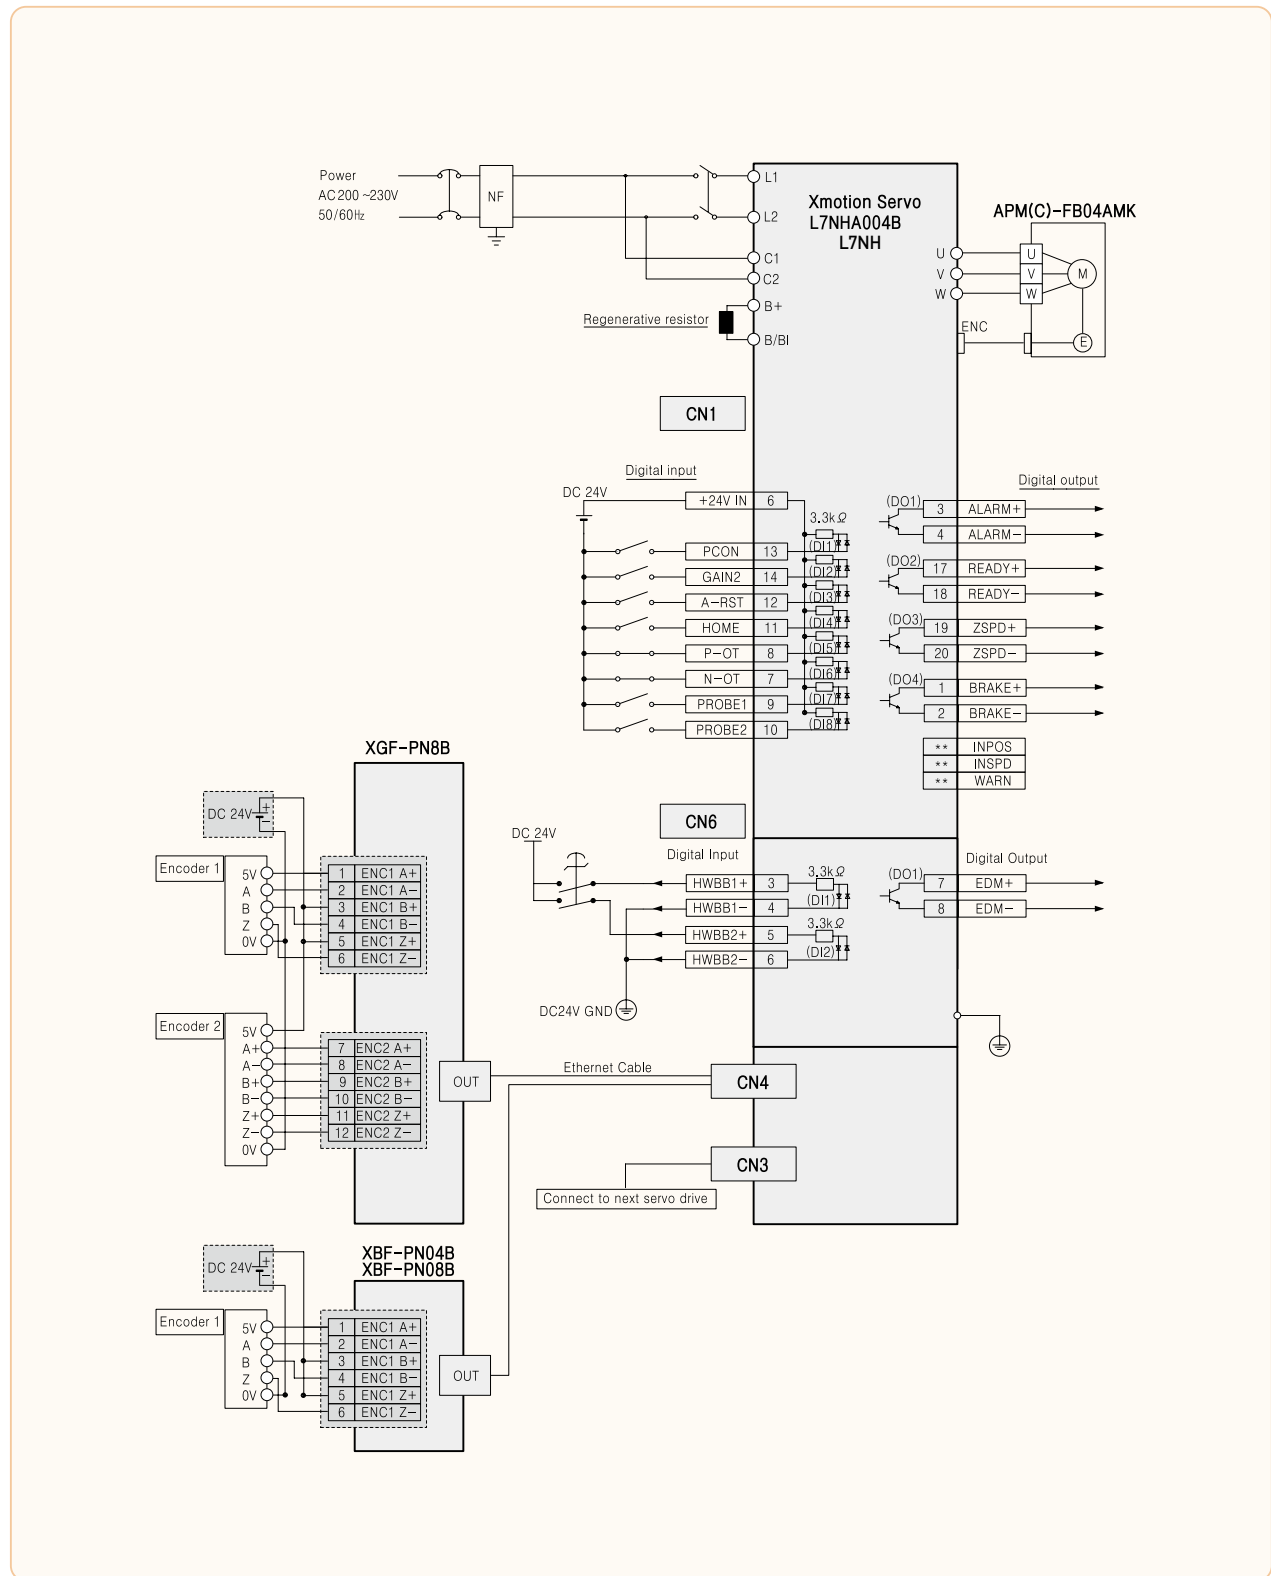 Power
AC 200 ~230V
50/60Hz
NF
L1
L2
C1
C2
B+
B/BI
Regenerative resistor
Xmotion Servo
L7NHA004B
L7NH
APM(C)-FB04AMK
U
V
W
U
V
W
M
ENC
E
CN1
Digital input
DC 24V
+24V IN 6
3.3kΩ
PCON 13 (DI1)
GAIN2 14 (DI2)
A-RST 12 (DI3)
HOME 11 (DI4)
P-OT 8 (DI5)
N-OT 7 (DI6)
PROBE1 9 (DI7)
PROBE2 10 (DI8)
Digital output
(DO1) 3 ALARM+
4 ALARM-
(DO2) 17 READY+
18 READY-
(DO3) 19 ZSPD+
20 ZSPD-
(DO4) 1 BRAKE+
2 BRAKE-
** INPOS
** INSPD
** WARN
CN6
DC 24V
Digital Input
HWBB1+ 3 3.3kΩ
HWBB1- 4 (DI1)
HWBB2+ 5 3.3kΩ
HWBB2- 6 (DI2)
DC24V GND
Digital Output
(DO1) 7 EDM+
8 EDM-
XGF-PN8B
DC 24V
+
-
Encoder 1
5V
A
B
Z
0V
1 ENC1 A+
2 ENC1 A-
3 ENC1 B+
4 ENC1 B-
5 ENC1 Z+
6 ENC1 Z-
Encoder 2
5V
A+
A-
B+
B-
Z+
Z-
0V
7 ENC2 A+
8 ENC2 A-
9 ENC2 B+
10 ENC2 B-
11 ENC2 Z+
12 ENC2 Z-
OUT
Ethernet Cable
CN4
CN3
Connect to next servo drive
XBF-PN04B
XBF-PN08B
DC 24V
+
-
Encoder 1
5V
A
B
Z
0V
1 ENC1 A+
2 ENC1 A-
3 ENC1 B+
4 ENC1 B-
5 ENC1 Z+
6 ENC1 Z-
OUT